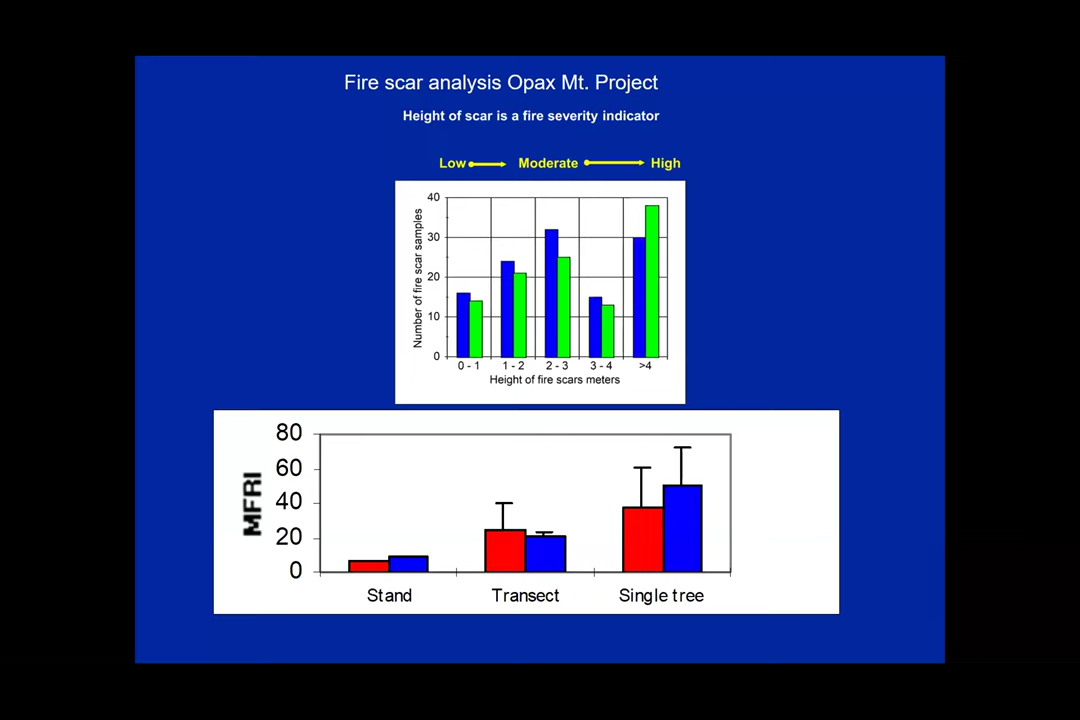 Fire scar analysis Opax Mt. Project
Height of scar is a fire severity indicator
Low Moderate High
Number of fire scar samples
40
30
20
10
0
0 - 1 1 - 2 2 - 3 3 - 4 >4
Height of fire scars meters
MFRI
80
60
40
20
0
Stand Transect Single tree